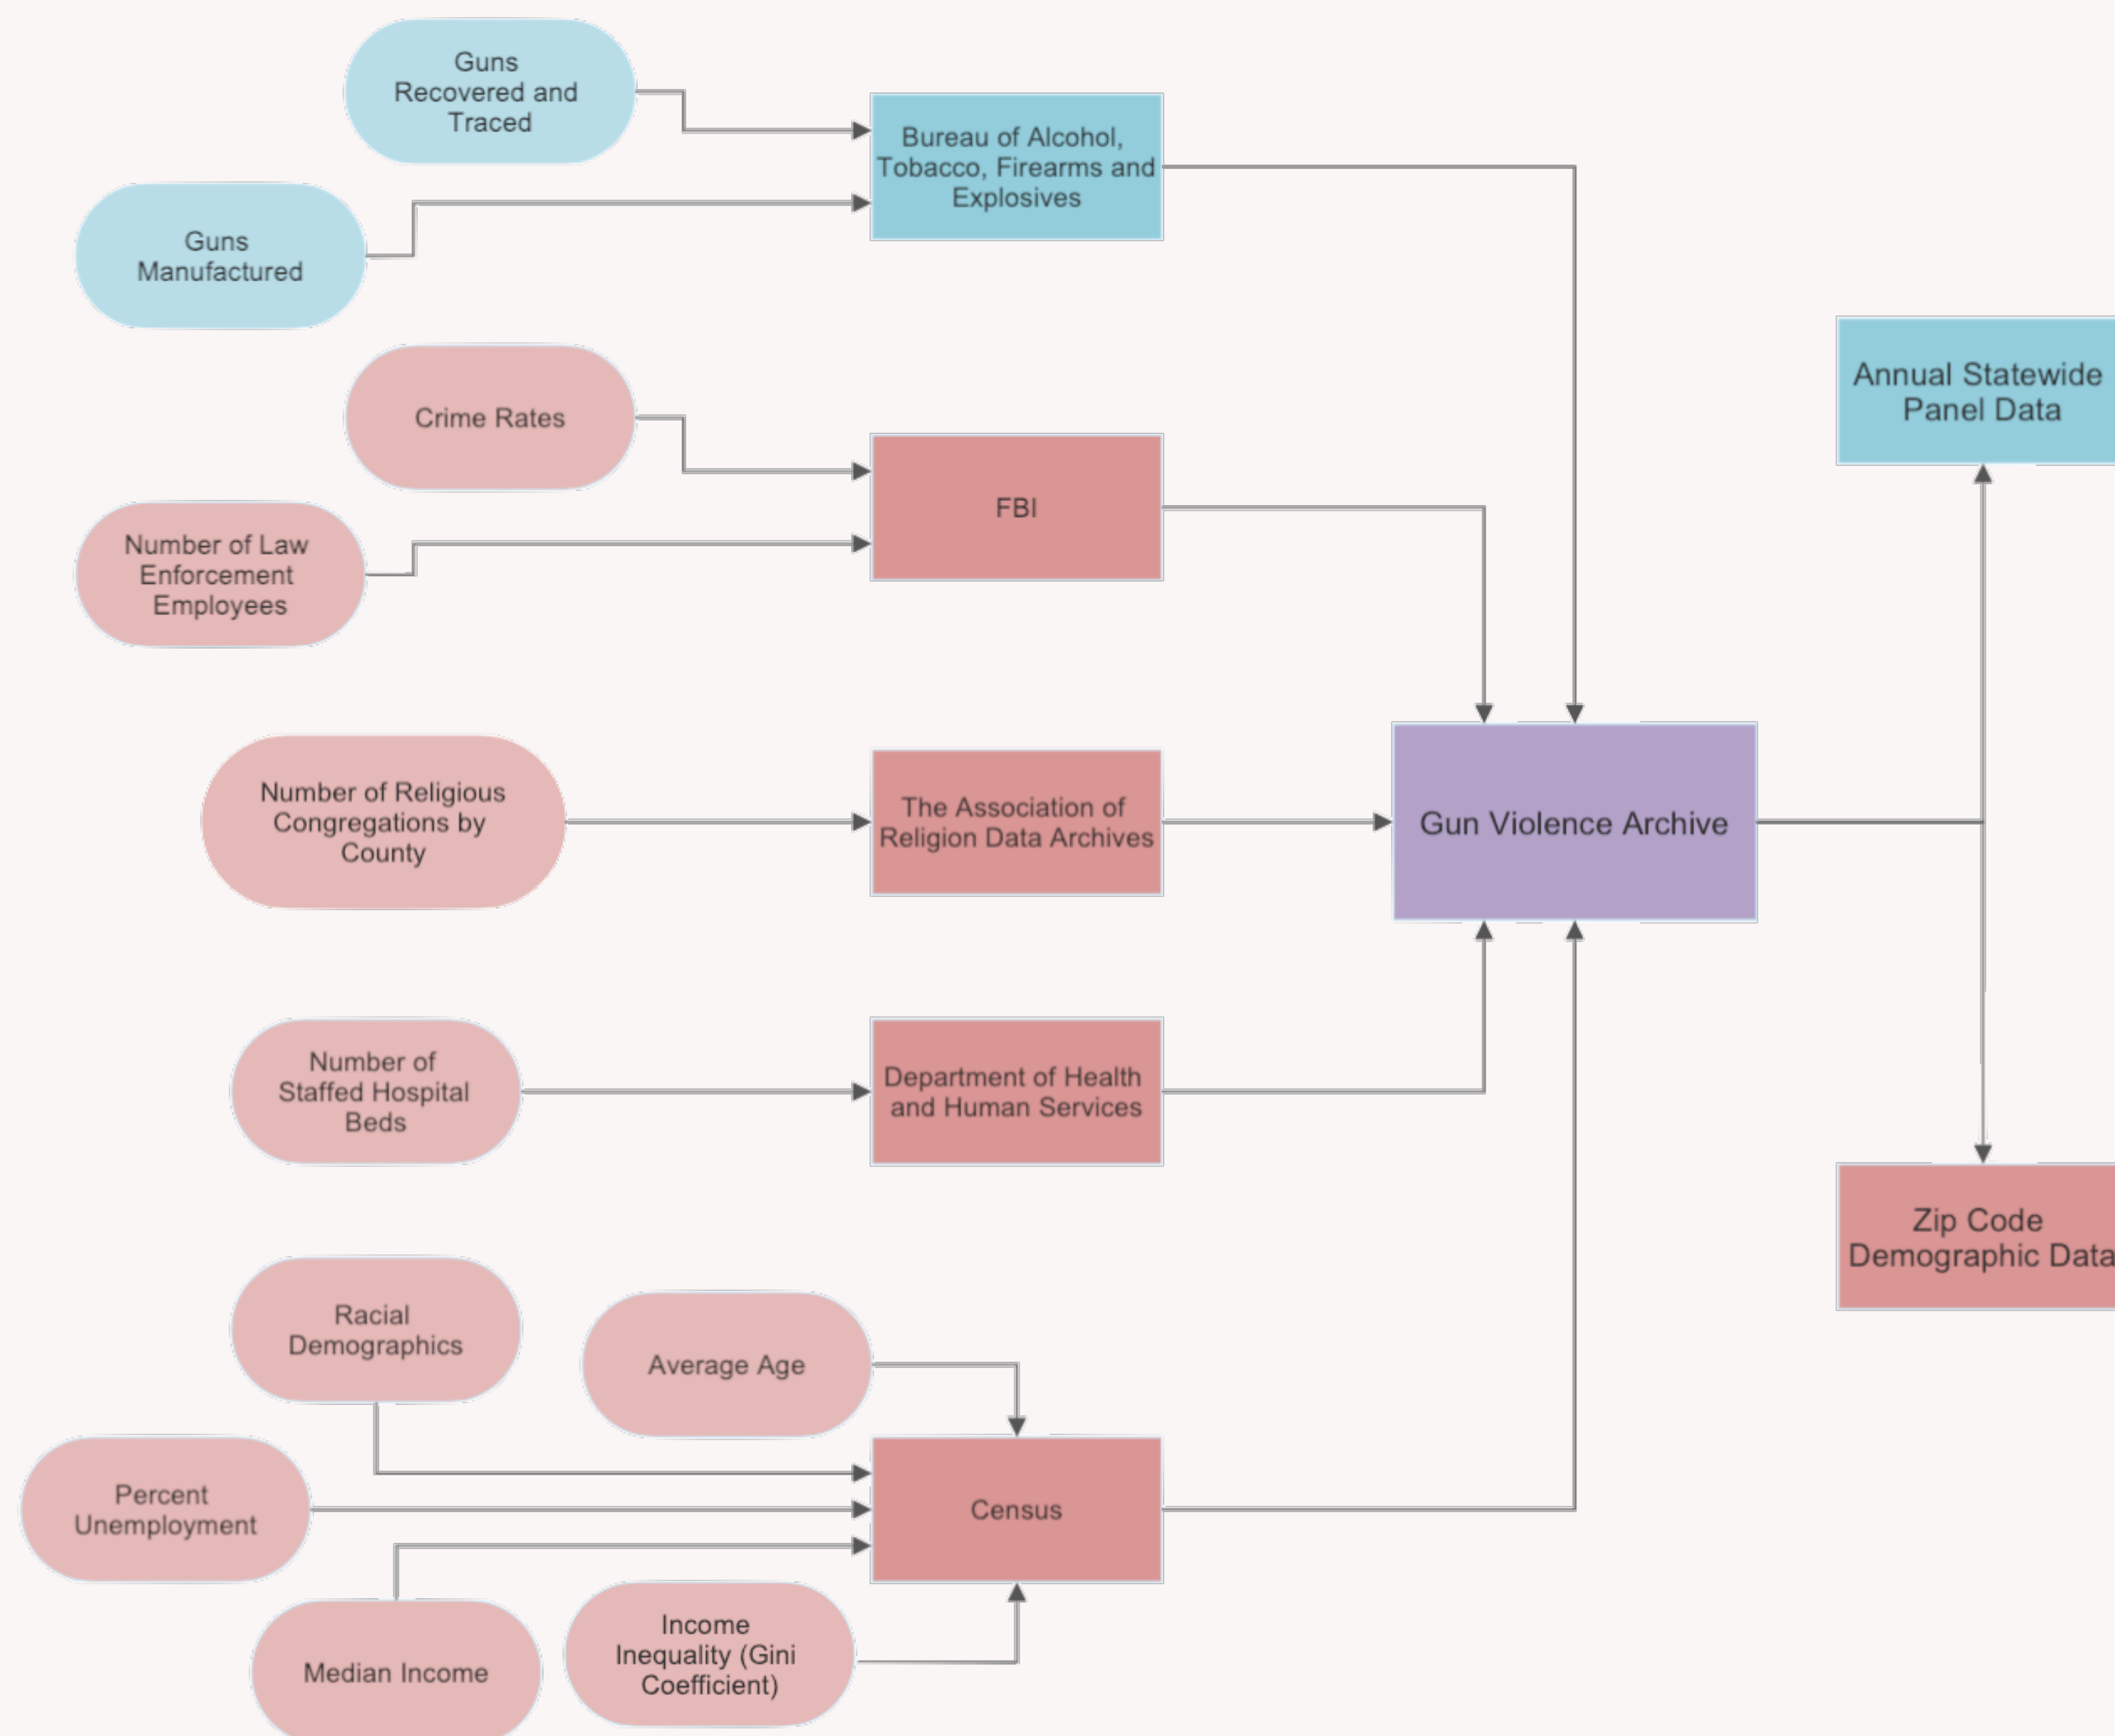 Guns
Recovered and
Traced
Bureau of Alcohol,
Tobacco, Firearms and
Explosives
Guns
Manufactured
Annual Statewide
Panel Data
Crime Rates
FBI
Number of Law
Enforcement
Employees
Number of Religious
Congregations by
County
The Association of
Religion Data Archives
Gun Violence Archive
Number of
Staffed Hospital
Beds
Department of Health
and Human Services
Zip Code
Demographic Data
Racial
Demographics
Average Age
Percent
Unemployment
Census
Median Income
Income
Inequality (Gini
Coefficient)